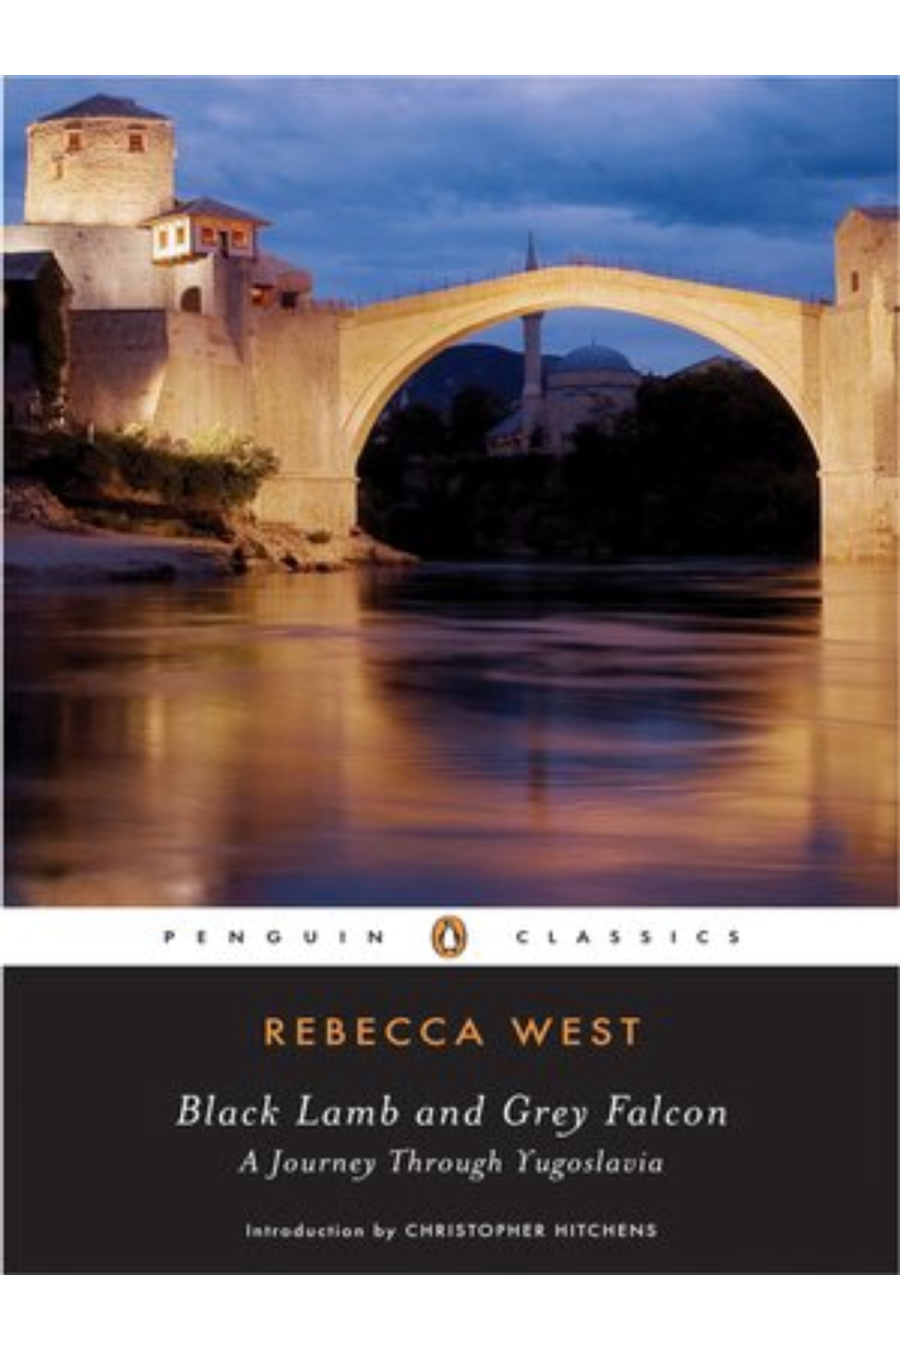 PENGUIN CLASSICS
REBECCA WEST
Black Lamb and Grey Falcon
A Journey Through Yugoslavia
Introduction by CHRISTOPHER HITCHENS